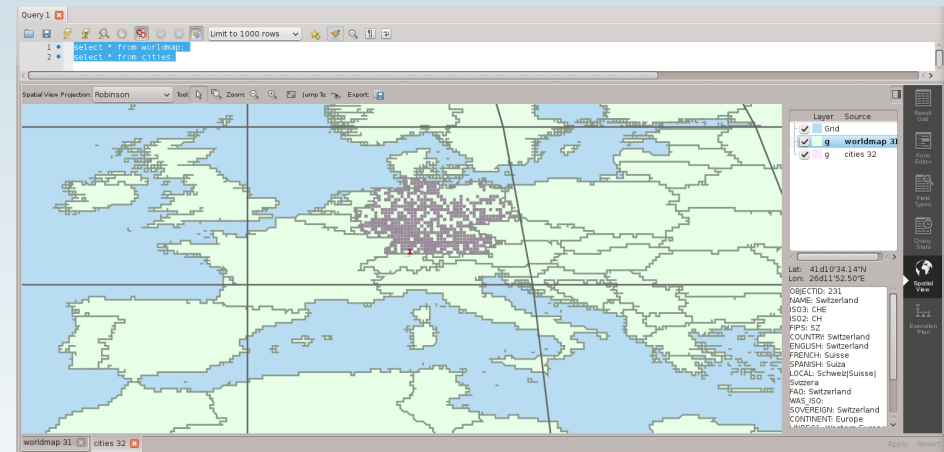 Query 1
Limit to 1000 rows
1 select * from worldmap;
2 select * from cities;
Spatial View Projection: Robinson Tool: Zoom: Jump To: Export:
Layer Source
Grid
g worldmap 31
g cities 32
Lat: 41d10'34.14"N
Lon: 26d11'52.50"E
OBJECTID: 231
NAME: Switzerland
ISO3: CHE
ISO2: CH
FIPS: SZ
COUNTRY: Switzerland
ENGLISH: Switzerland
FRENCH: Suisse
SPANISH: Suiza
LOCAL: Schweiz|Suisse|
Svizzera
FAO: Switzerland
WAS_ISO:
SOVEREIGN: Switzerland
CONTINENT: Europe
Result
Grid
Form
Editor
Field
Types
Query
Stats
Spatial
View
Execution
Plan
worldmap 31 cities 32
Apply Revert